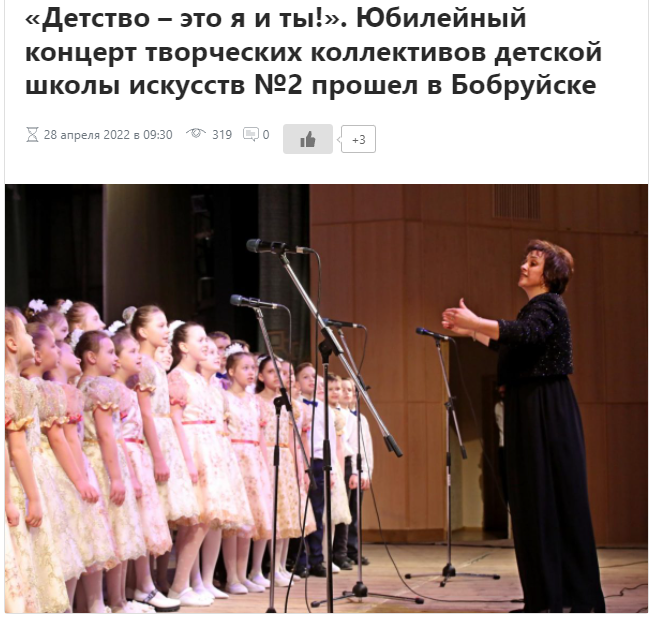 «Детство – это я и ты!». Юбилейный
концерт творческих коллективов детской
школы искусств №2 прошел в Бобруйске
28 апреля 2022 в 09:30 319 0 +3